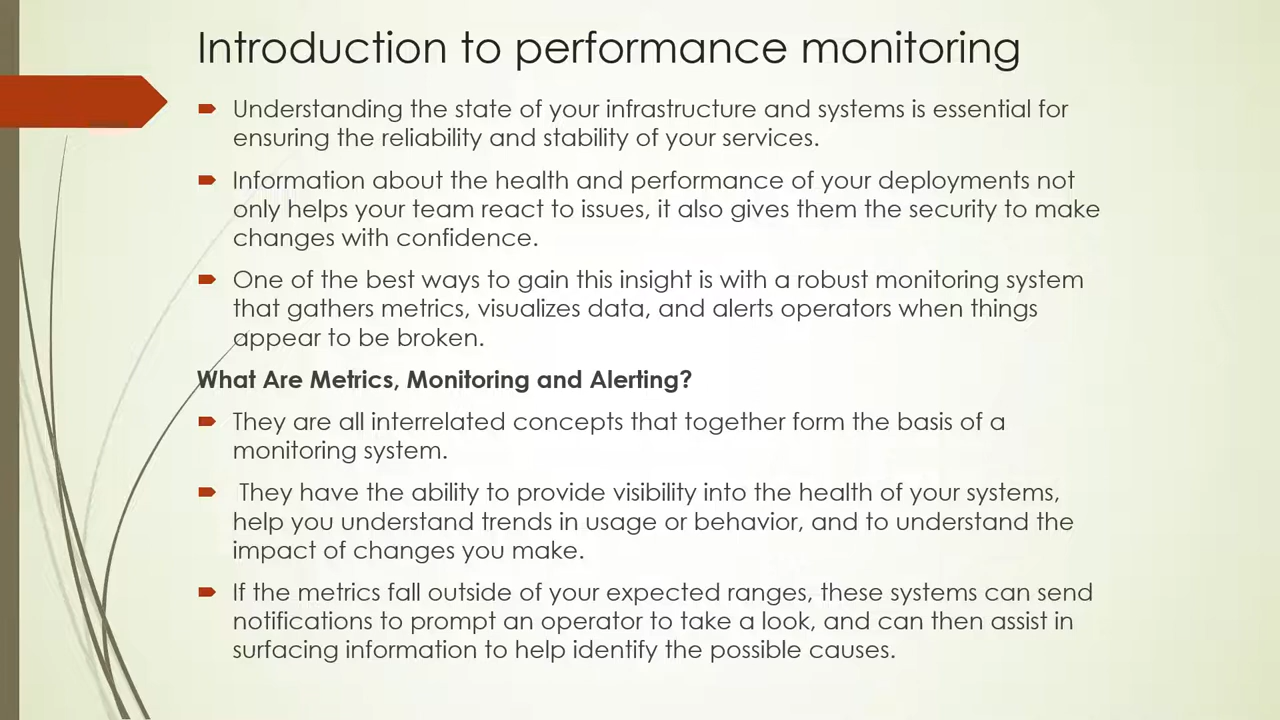 Introduction to performance monitoring
Understanding the state of your infrastructure and systems is essential for
ensuring the reliability and stability of your services.
Information about the health and performance of your deployments not
only helps your team react to issues, it also gives them the security to make
changes with confidence.
One of the best ways to gain this insight is with a robust monitoring system
that gathers metrics, visualizes data, and alerts operators when things
appear to be broken.
What Are Metrics, Monitoring and Alerting?
They are all interrelated concepts that together form the basis of a
monitoring system.
They have the ability to provide visibility into the health of your systems,
help you understand trends in usage or behavior, and to understand the
impact of changes you make.
If the metrics fall outside of your expected ranges, these systems can send
notifications to prompt an operator to take a look, and can then assist in
surfacing information to help identify the possible causes.